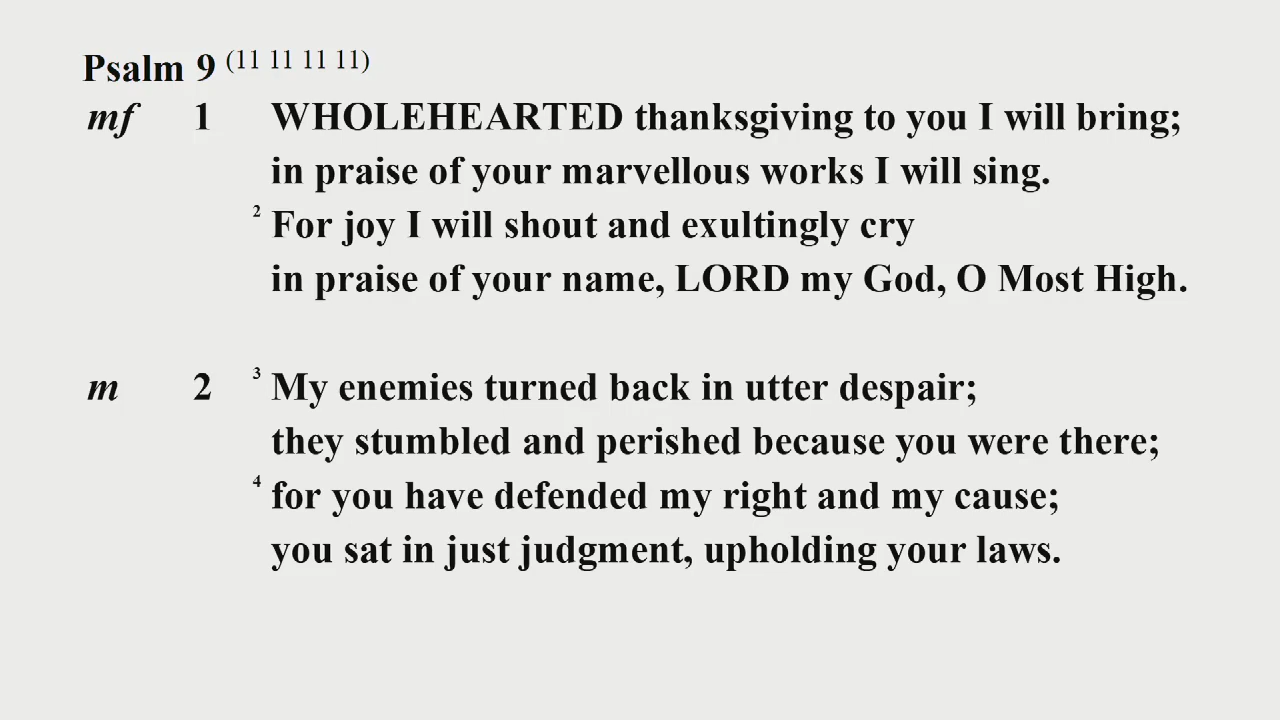 Psalm 9 (11 11 11 11)
mf 1 WHOLEHEARTED thanksgiving to you I will bring;
in praise of your marvellous works I will sing.
2 For joy I will shout and exultingly cry
in praise of your name, LORD my God, O Most High.
m 2 3 My enemies turned back in utter despair;
they stumbled and perished because you were there;
4 for you have defended my right and my cause;
you sat in just judgment, upholding your laws.